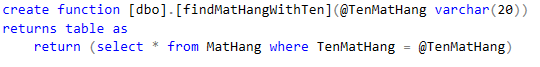 create function [dbo].[findMatHangWithTen](@TenMatHang varchar(20))
returns table as
    return (select * from MatHang where TenMatHang = @TenMatHang)